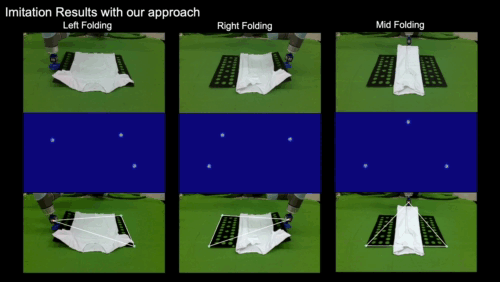 Imitation Results with our approach
Left Folding
Right Folding
Mid Folding